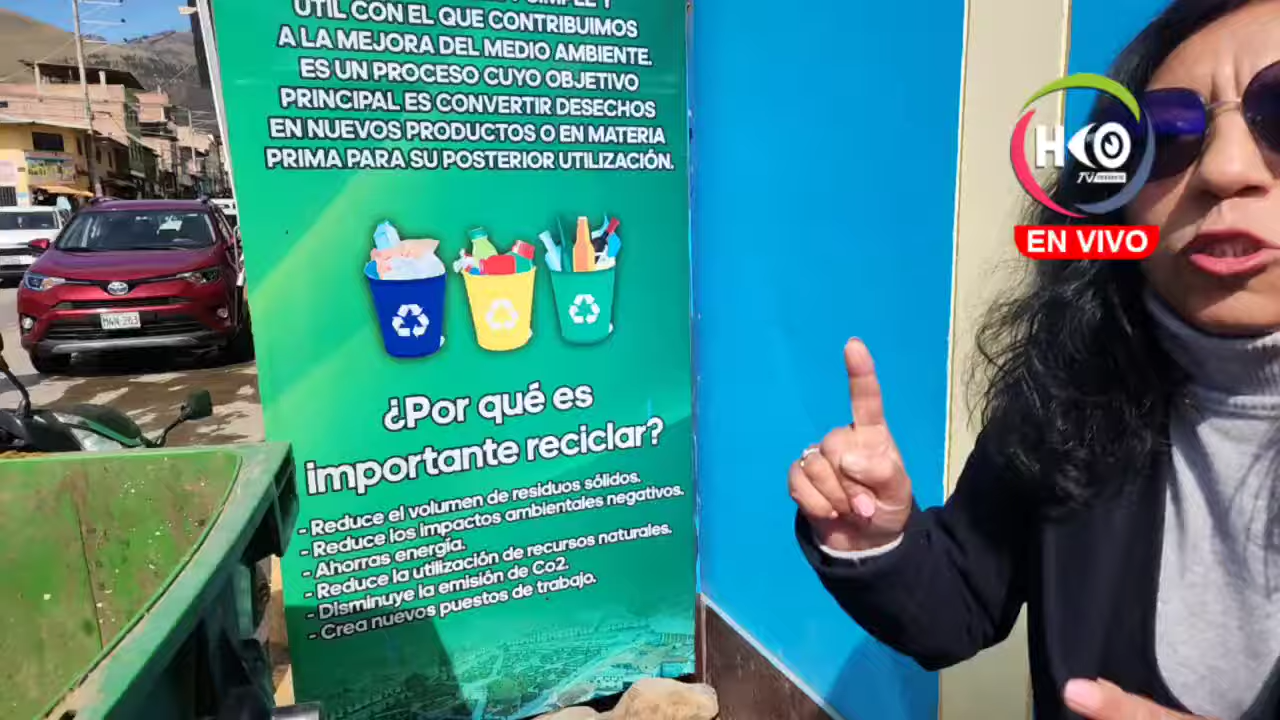 ÚTIL CON EL QUE CONTRIBUIMOS
A LA MEJORA DEL MEDIO AMBIENTE.
ES UN PROCESO CUYO OBJETIVO
PRINCIPAL ES CONVERTIR DESECHOS
EN NUEVOS PRODUCTOS O EN MATERIA
PRIMA PARA SU POSTERIOR UTILIZACIÓN.
¿Por qué es
importante reciclar?
- Reduce el volumen de residuos sólidos.
- Reduce los impactos ambientales negativos.
- Ahorras energía.
- Reduce la utilización de recursos naturales.
- Disminuye la emisión de Co2.
- Crea nuevos puestos de trabajo.
HCO
TV
EN VIVO